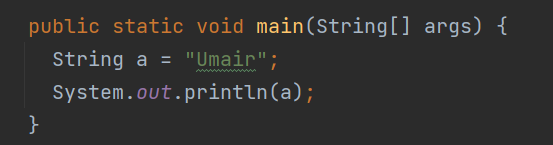 public static void main(String[] args) {
String a = "Umair";
System.out.println(a);
}